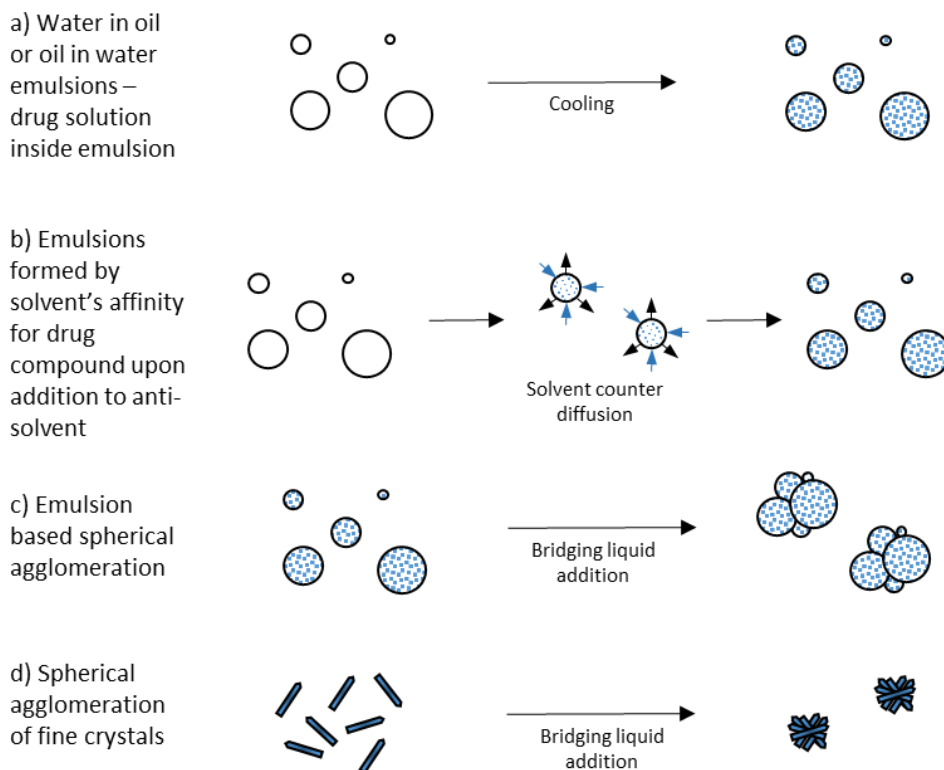 a) Water in oil
or oil in water
emulsions –
drug solution
inside emulsion
Cooling
b) Emulsions
formed by
solvent’s affinity
for drug
compound upon
addition to anti-
solvent
Solvent counter
diffusion
c) Emulsion
based spherical
agglomeration
Bridging liquid
addition
d) Spherical
agglomeration
of fine crystals
Bridging liquid
addition